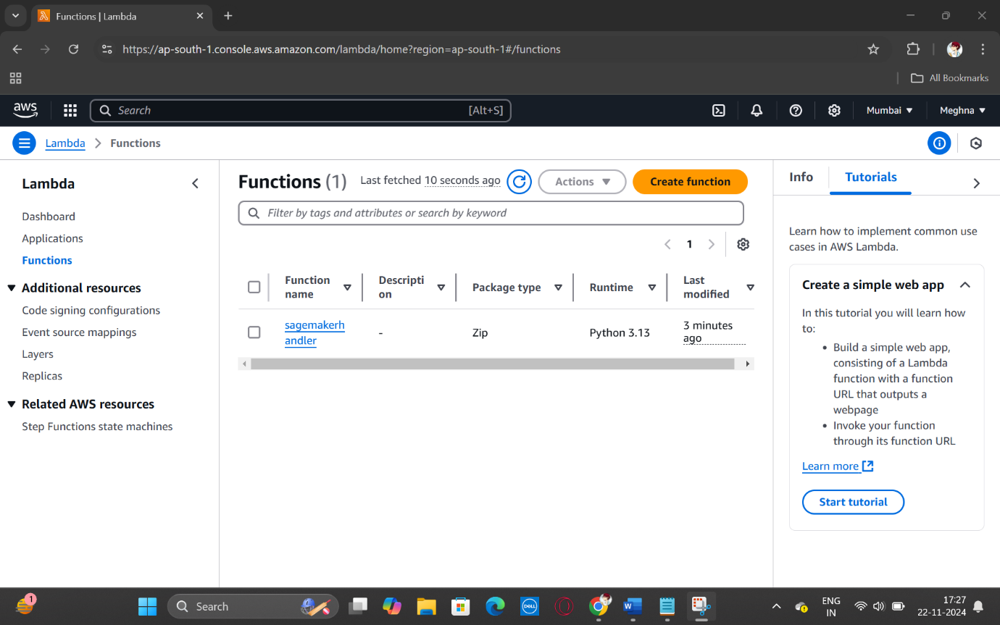 Functions | Lambda
https://ap-south-1.console.aws.amazon.com/lambda/home?region=ap-south-1#/functions
All Bookmarks
aws
Search
[Alt+S]
Mumbai
Meghna
Lambda
Functions
Lambda
Dashboard
Applications
Functions
Additional resources
Code signing configurations
Event source mappings
Layers
Replicas
Related AWS resources
Step Functions state machines
Functions (1)
Last fetched 10 seconds ago
Actions
Create function
Filter by tags and attributes or search by keyword
1
Function
name
Descripti
on
Package type
Runtime
Last
modified
sagemakerh
andler
-
Zip
Python 3.13
3 minutes
ago
Info
Tutorials
Learn how to implement common use
cases in AWS Lambda.
Create a simple web app
In this tutorial you will learn how
to:
• Build a simple web app,
consisting of a Lambda
function with a function
URL that outputs a
webpage
• Invoke your function
through its function URL
Learn more
Start tutorial
1
Search
DELL
W
ENG
IN
17:27
22-11-2024